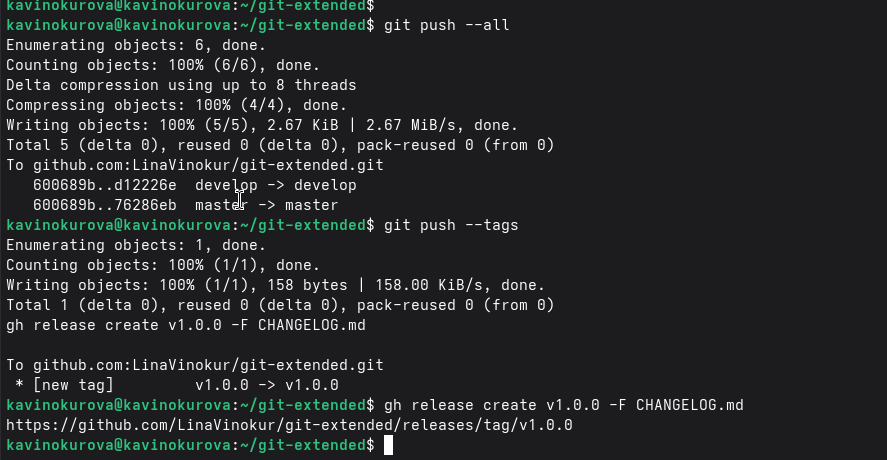 kavinokurova@kavinokurova:~/git-extended$
kavinokurova@kavinokurova:~/git-extended$ git push --all
Enumerating objects: 6, done.
Counting objects: 100% (6/6), done.
Delta compression using up to 8 threads
Compressing objects: 100% (4/4), done.
Writing objects: 100% (5/5), 2.67 KiB | 2.67 MiB/s, done.
Total 5 (delta 0), reused 0 (delta 0), pack-reused 0 (from 0)
To github.com:LinaVinokur/git-extended.git
   600689b..d12226e  develop -> develop
   600689b..76286eb  master -> master
kavinokurova@kavinokurova:~/git-extended$ git push --tags
Enumerating objects: 1, done.
Counting objects: 100% (1/1), done.
Writing objects: 100% (1/1), 158 bytes | 158.00 KiB/s, done.
Total 1 (delta 0), reused 0 (delta 0), pack-reused 0 (from 0)
gh release create v1.0.0 -F CHANGELOG.md
To github.com:LinaVinokur/git-extended.git
 * [new tag]         v1.0.0 -> v1.0.0
kavinokurova@kavinokurova:~/git-extended$ gh release create v1.0.0 -F CHANGELOG.md
https://github.com/LinaVinokur/git-extended/releases/tag/v1.0.0
kavinokurova@kavinokurova:~/git-extended$